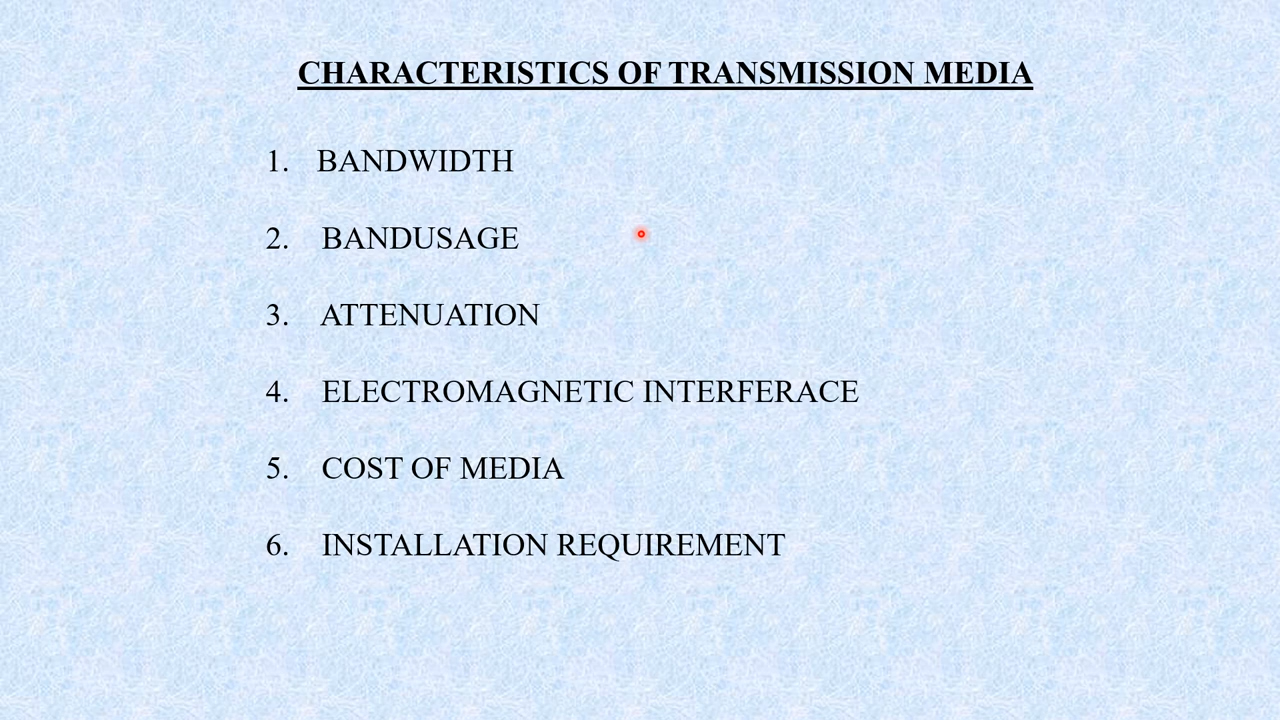 CHARACTERISTICS OF TRANSMISSION MEDIA
1. BANDWIDTH
2. BANDUSAGE
3. ATTENUATION
4. ELECTROMAGNETIC INTERFERACE
5. COST OF MEDIA
6. INSTALLATION REQUIREMENT